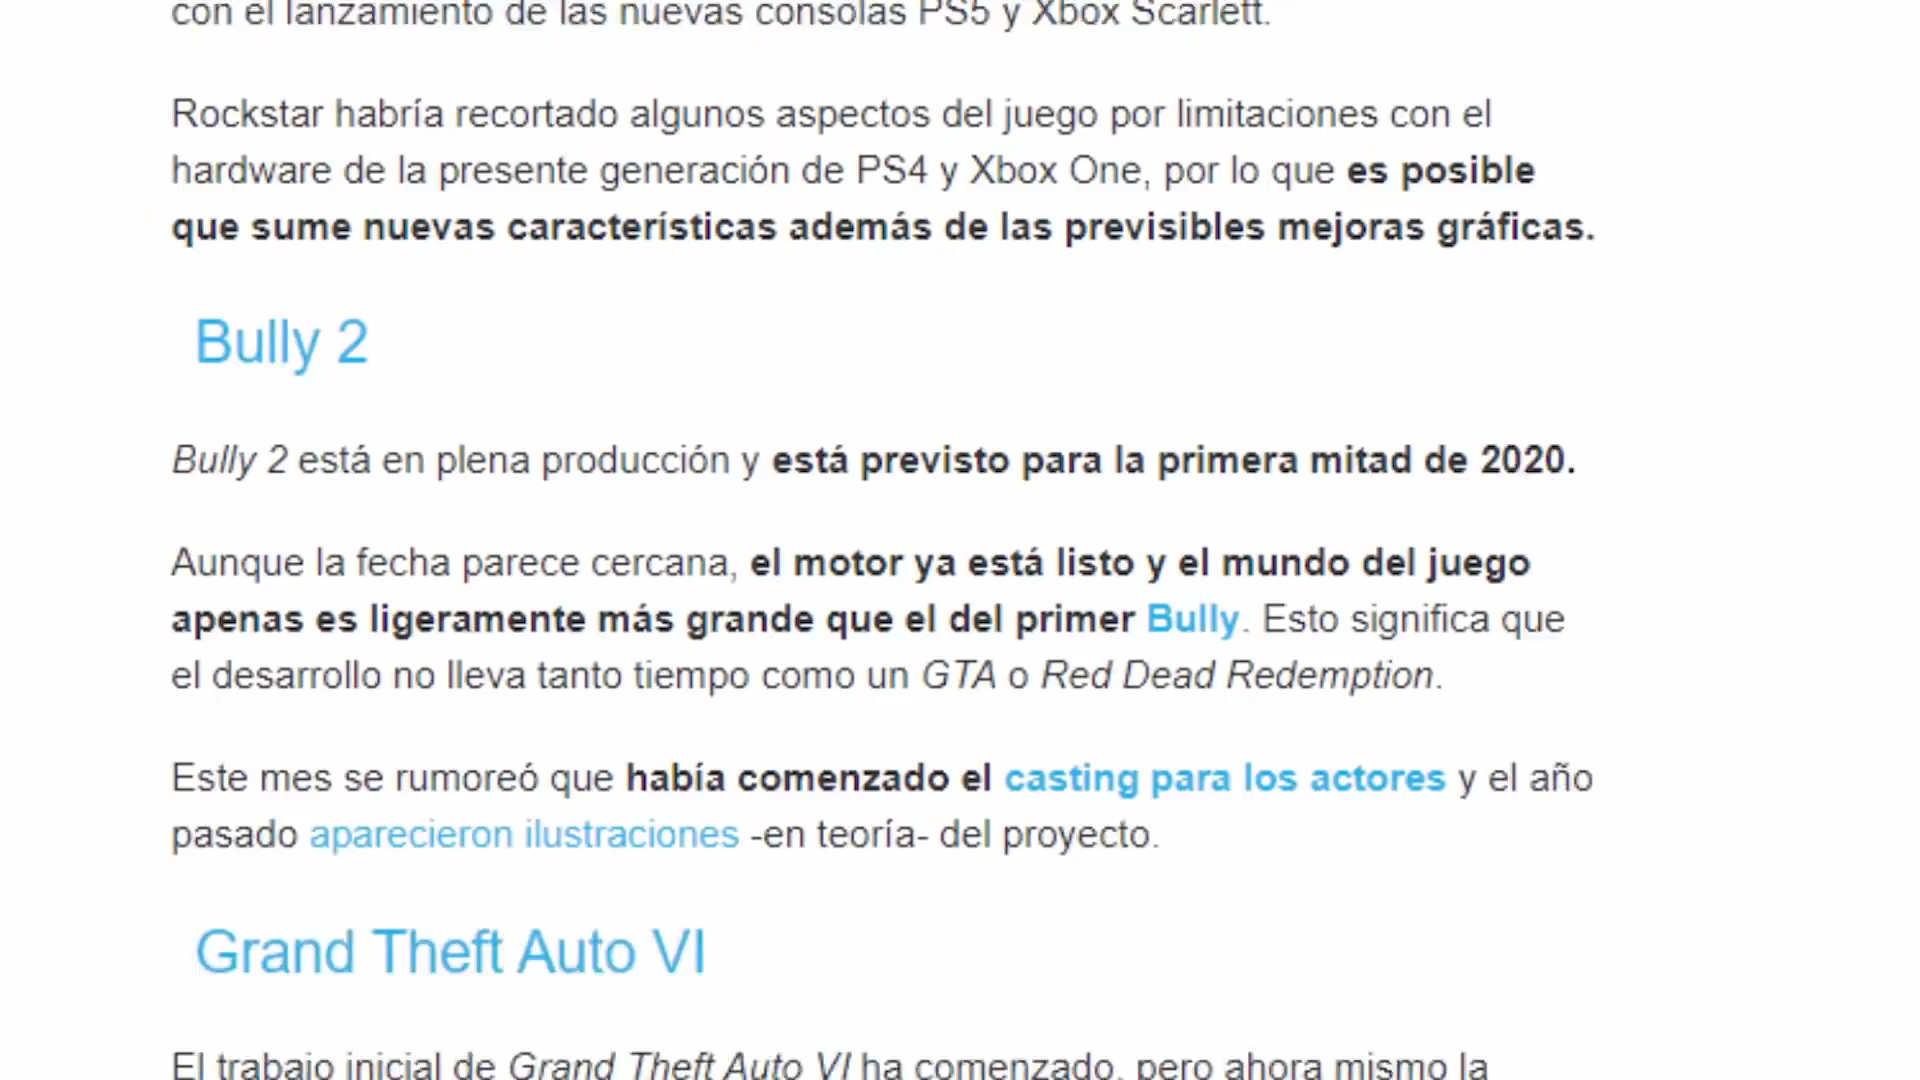 con el lanzamiento de las nuevas consolas PS5 y Xbox Scarlett.
Rockstar habría recortado algunos aspectos del juego por limitaciones con el
hardware de la presente generación de PS4 y Xbox One, por lo que es posible
que sume nuevas características además de las previsibles mejoras gráficas.
Bully 2
Bully 2 está en plena producción y está previsto para la primera mitad de 2020.
Aunque la fecha parece cercana, el motor ya está listo y el mundo del juego
apenas es ligeramente más grande que el del primer Bully. Esto significa que
el desarrollo no lleva tanto tiempo como un GTA o Red Dead Redemption.
Este mes se rumoreó que había comenzado el casting para los actores y el año
pasado aparecieron ilustraciones -en teoría- del proyecto.
Grand Theft Auto VI
El trabajo inicial de Grand Theft Auto VI ha comenzado, pero ahora mismo la